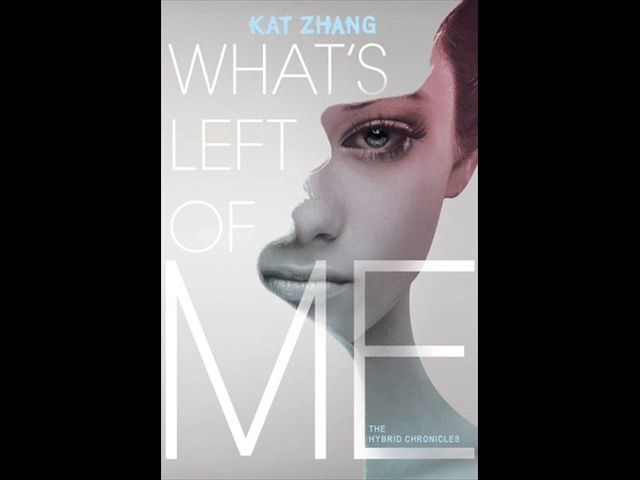 KAT ZHANG
WHAT'S
LEFT
OF
ME
THE
HYBRID CHRONICLES